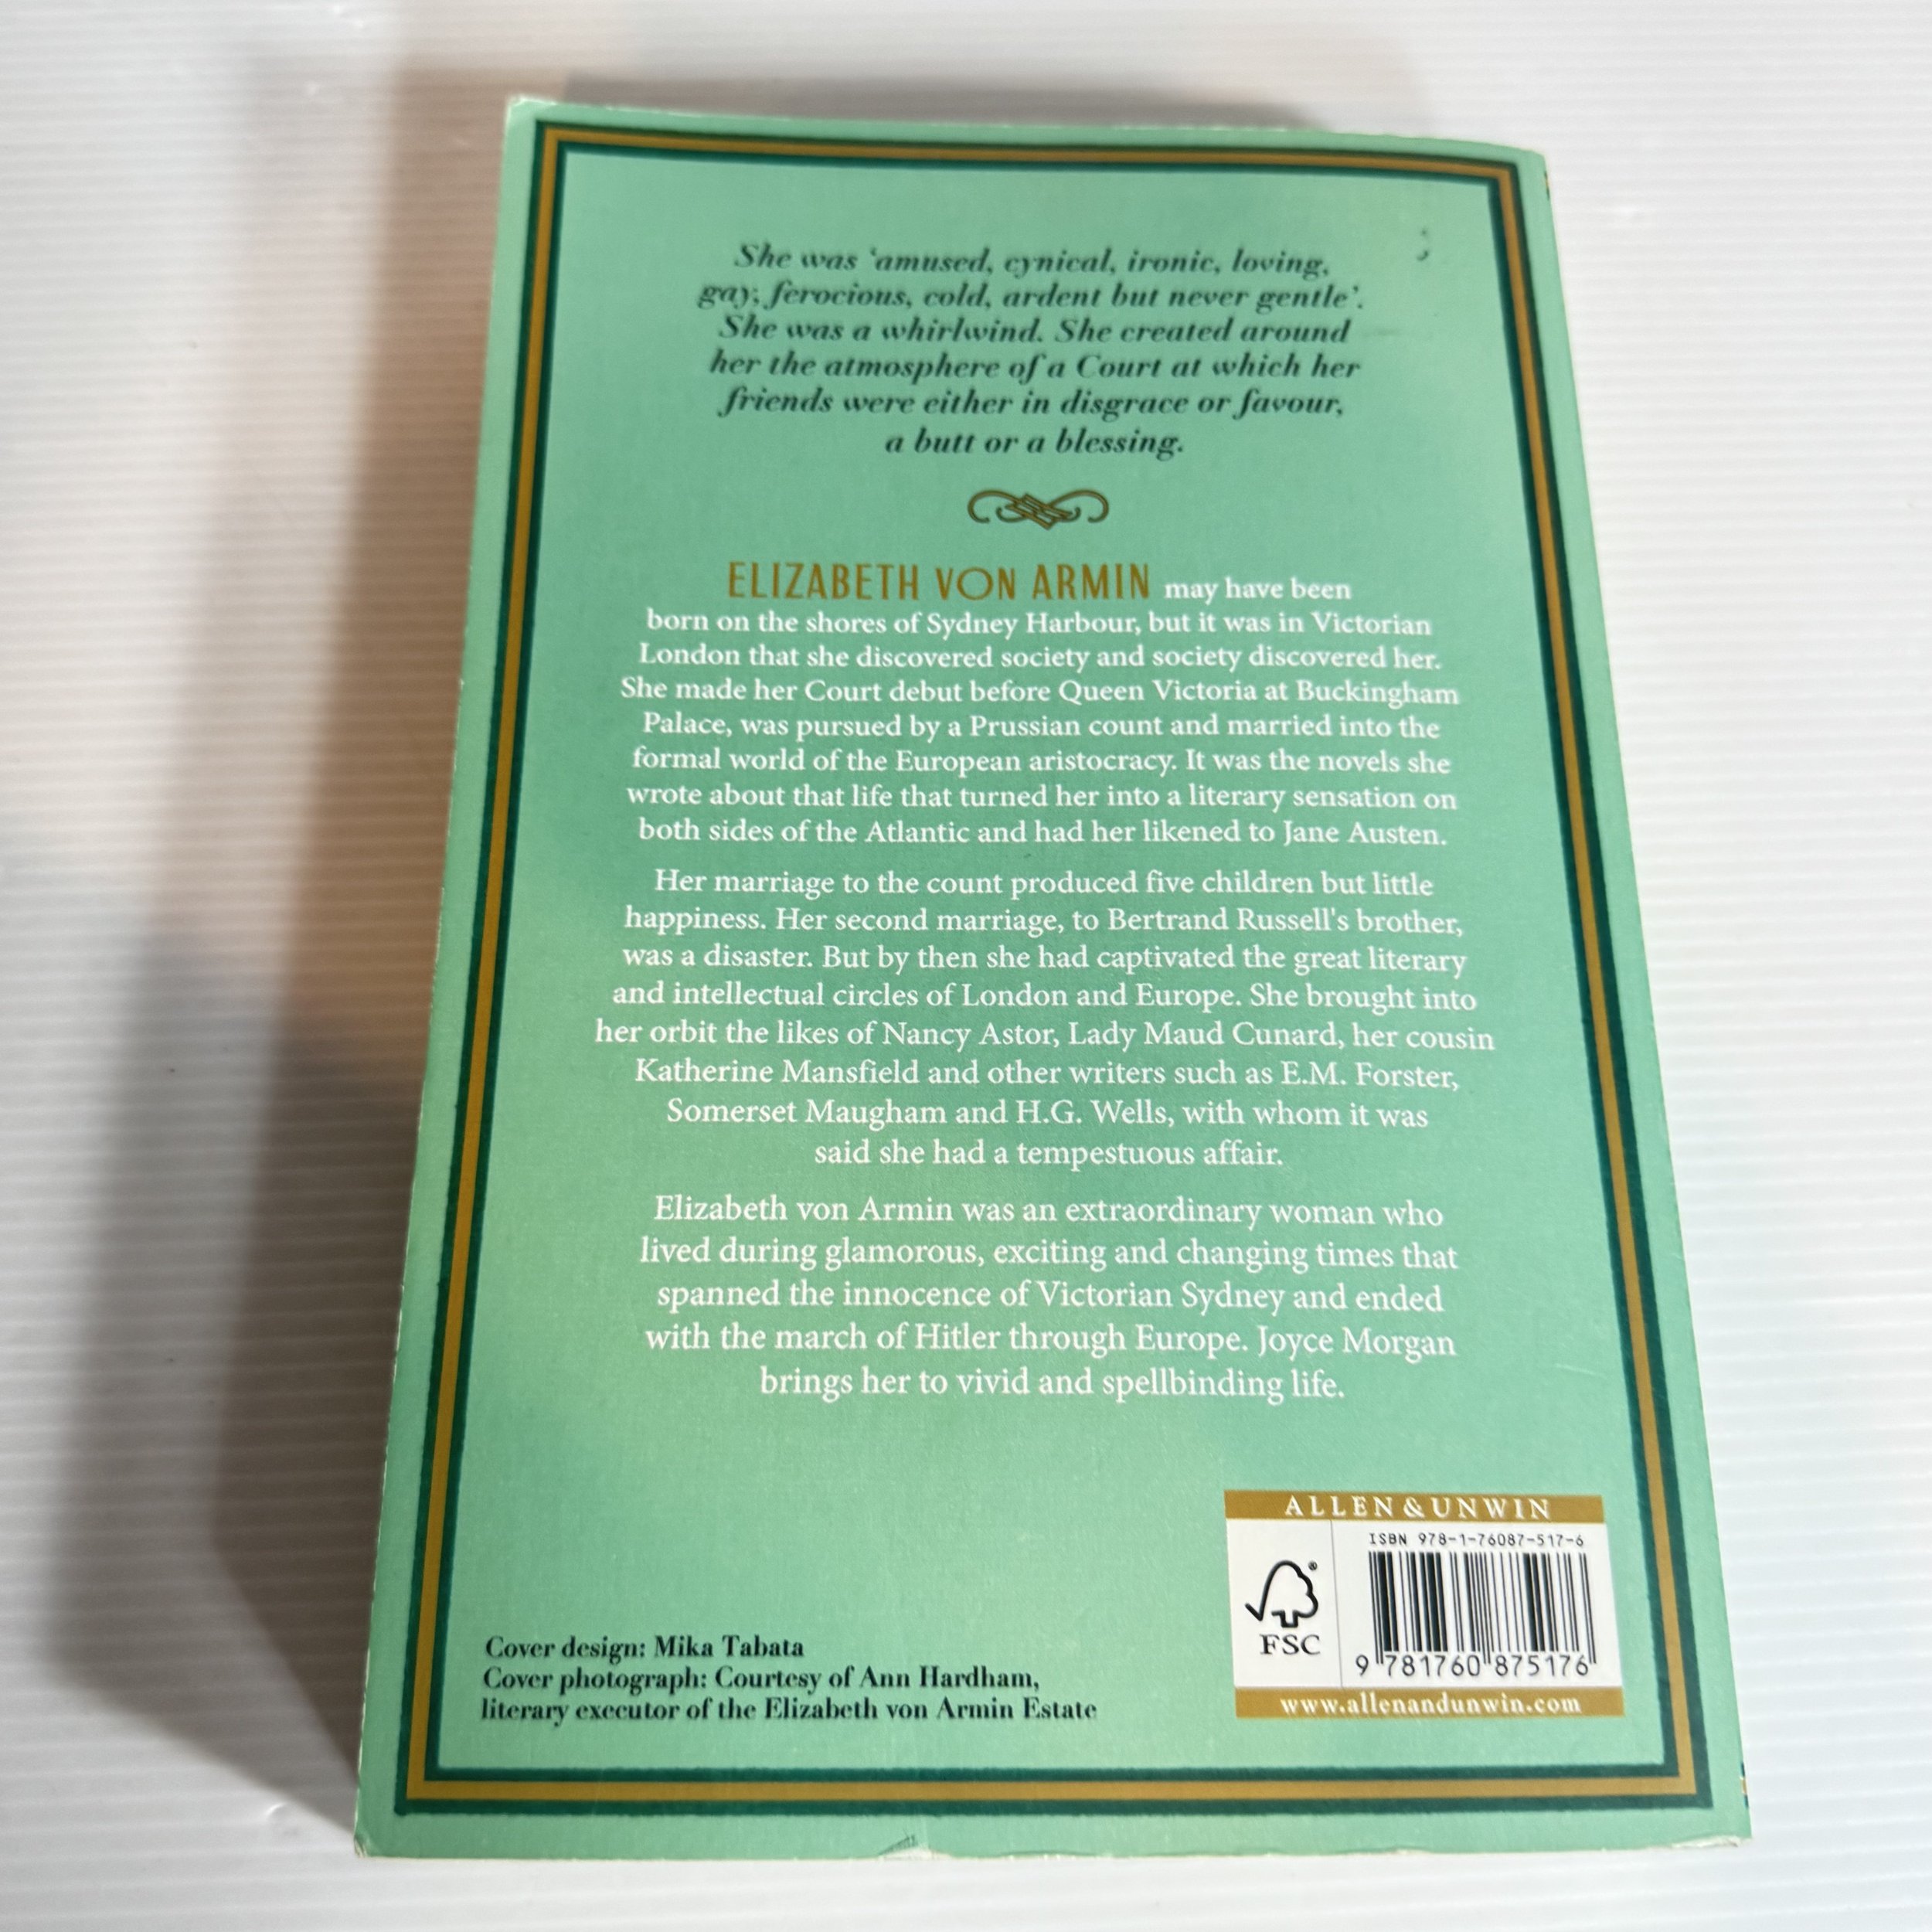 She was ‘amused, cynical, ironic, loving,
gay, ferocious, cold, ardent but never gentle’.
She was a whirlwind. She created around
her the atmosphere of a Court at which her
friends were either in disgrace or favour,
a butt or a blessing.
ELIZABETH VON ARMIN may have been
born on the shores of Sydney Harbour, but it was in Victorian
London that she discovered society and society discovered her.
She made her Court debut before Queen Victoria at Buckingham
Palace, was pursued by a Prussian count and married into the
formal world of the European aristocracy. It was the novels she
wrote about that life that turned her into a literary sensation on
both sides of the Atlantic and had her likened to Jane Austen.
Her marriage to the count produced five children but little
happiness. Her second marriage, to Bertrand Russell's brother,
was a disaster. But by then she had captivated the great literary
and intellectual circles of London and Europe. She brought into
her orbit the likes of Nancy Astor, Lady Maud Cunard, her cousin
Katherine Mansfield and other writers such as E.M. Forster,
Somerset Maugham and H.G. Wells, with whom it was
said she had a tempestuous affair.
Elizabeth von Armin was an extraordinary woman who
lived during glamorous, exciting and changing times that
spanned the innocence of Victorian Sydney and ended
with the march of Hitler through Europe. Joyce Morgan
brings her to vivid and spellbinding life.
Cover design: Mika Tabata
Cover photograph: Courtesy of Ann Hardham,
literary executor of the Elizabeth von Armin Estate
ALLEN & UNWIN
ISBN 978-1-76087-517-6
FSC
®
9 781760 875176
www.allenandunwin.com